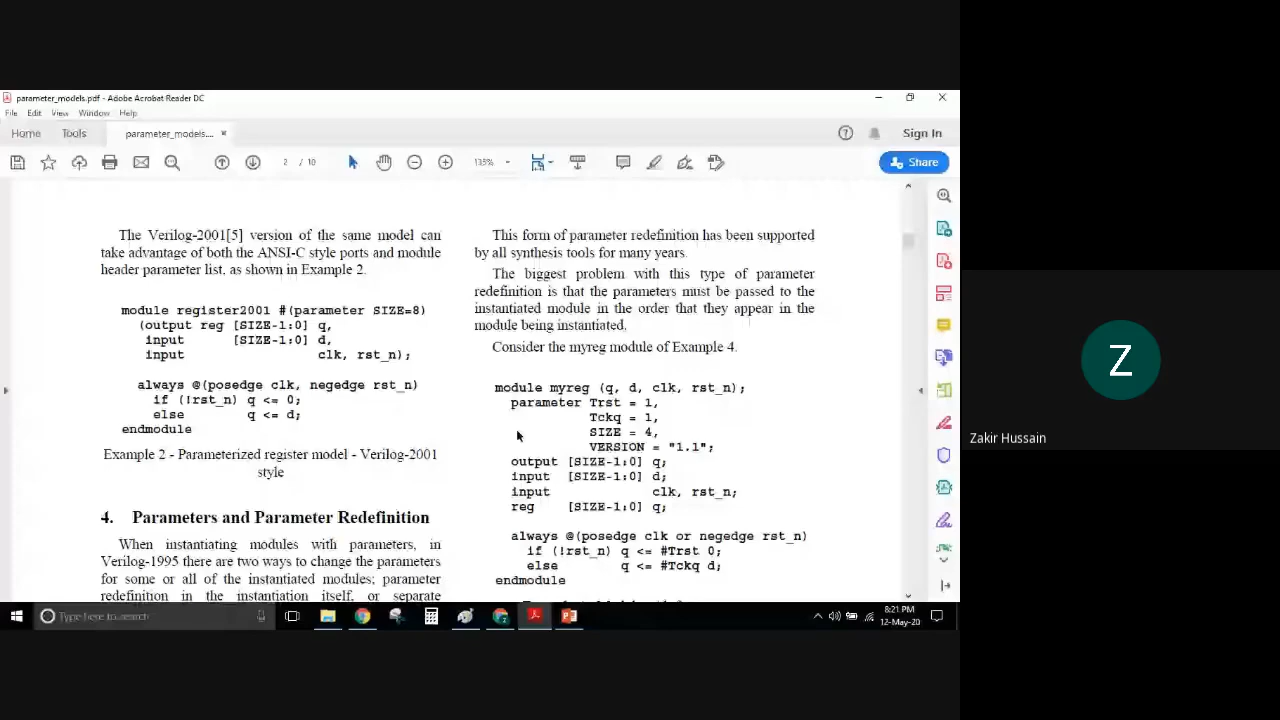 parameter_models.pdf - Adobe Acrobat Reader DC
File Edit View Window Help
Home Tools parameter_models.... × Sign In
2 / 10 Share
The Verilog-2001[5] version of the same model can
take advantage of both the ANSI-C style ports and module
header parameter list, as shown in Example 2.
module register2001 #(parameter SIZE=8)
(output reg [SIZE-1:0] q,
input [SIZE-1:0] d,
input clk, rst_n);
always @(posedge clk, negedge rst_n)
if (!rst_n) q <= 0;
else q <= d;
endmodule
Example 2 - Parameterized register model - Verilog-2001
style
4. Parameters and Parameter Redefinition
When instantiating modules with parameters, in
Verilog-1995 there are two ways to change the parameters
for some or all of the instantiated modules; parameter
redefinition in the instantiation itself, or separate
This form of parameter redefinition has been supported
by all synthesis tools for many years.
The biggest problem with this type of parameter
redefinition is that the parameters must be passed to the
instantiated module in the order that they appear in the
module being instantiated.
Consider the myreg module of Example 4.
module myreg (q, d, clk, rst_n);
parameter Trst = 1,
Tckq = 1,
SIZE = 4,
VERSION = "1.1";
output [SIZE-1:0] q;
input [SIZE-1:0] d;
input clk, rst_n;
reg [SIZE-1:0] q;
always @(posedge clk or negedge rst_n)
if (!rst_n) q <= #Trst 0;
else q <= #Tckq d;
endmodule
Z
Zakir Hussain
Type here to search
8:21 PM
12-May-20